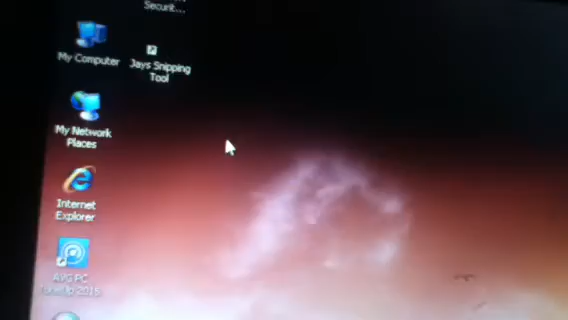 Securit...
My Computer
Jays Snipping
Tool
My Network
Places
Internet
Explorer
AVG PC
TuneUp 2015